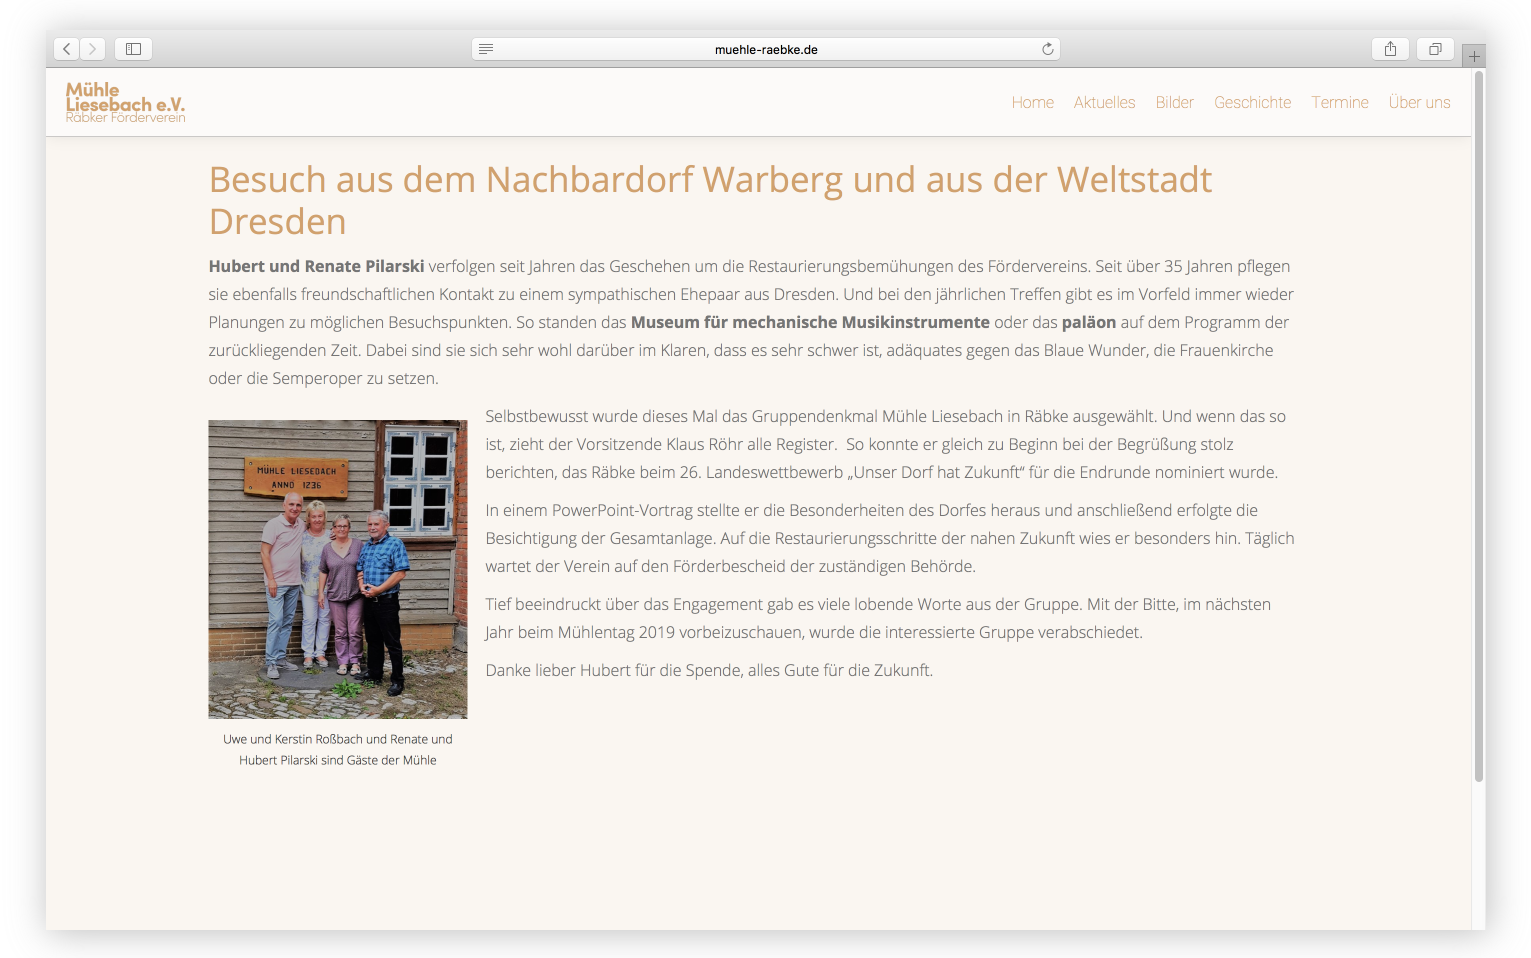 muehle-raebke.de
Mühle
Liesebach e.V.
Räbker Förderverein
Home Aktuelles Bilder Geschichte Termine Über uns
Besuch aus dem Nachbardorf Warberg und aus der Weltstadt
Dresden
Hubert und Renate Pilarski verfolgen seit Jahren das Geschehen um die Restaurierungsbemühungen des Fördervereins. Seit über 35 Jahren pflegen
sie ebenfalls freundschaftlichen Kontakt zu einem sympathischen Ehepaar aus Dresden. Und bei den jährlichen Treffen gibt es im Vorfeld immer wieder
Planungen zu möglichen Besuchspunkten. So standen das Museum für mechanische Musikinstrumente oder das paläon auf dem Programm der
zurückliegenden Zeit. Dabei sind sie sich sehr wohl darüber im Klaren, dass es sehr schwer ist, adäquates gegen das Blaue Wunder, die Frauenkirche
oder die Semperoper zu setzen.
MÜHLE LIESEBACH
ANNO 1236
Uwe und Kerstin Roßbach und Renate und
Hubert Pilarski sind Gäste der Mühle
Selbstbewusst wurde dieses Mal das Gruppendenkmal Mühle Liesebach in Räbke ausgewählt. Und wenn das so
ist, zieht der Vorsitzende Klaus Röhr alle Register.  So konnte er gleich zu Beginn bei der Begrüßung stolz
berichten, das Räbke beim 26. Landeswettbewerb „Unser Dorf hat Zukunft“ für die Endrunde nominiert wurde.
In einem PowerPoint-Vortrag stellte er die Besonderheiten des Dorfes heraus und anschließend erfolgte die
Besichtigung der Gesamtanlage. Auf die Restaurierungsschritte der nahen Zukunft wies er besonders hin. Täglich
wartet der Verein auf den Förderbescheid der zuständigen Behörde.
Tief beeindruckt über das Engagement gab es viele lobende Worte aus der Gruppe. Mit der Bitte, im nächsten
Jahr beim Mühlentag 2019 vorbeizuschauen, wurde die interessierte Gruppe verabschiedet.
Danke lieber Hubert für die Spende, alles Gute für die Zukunft.